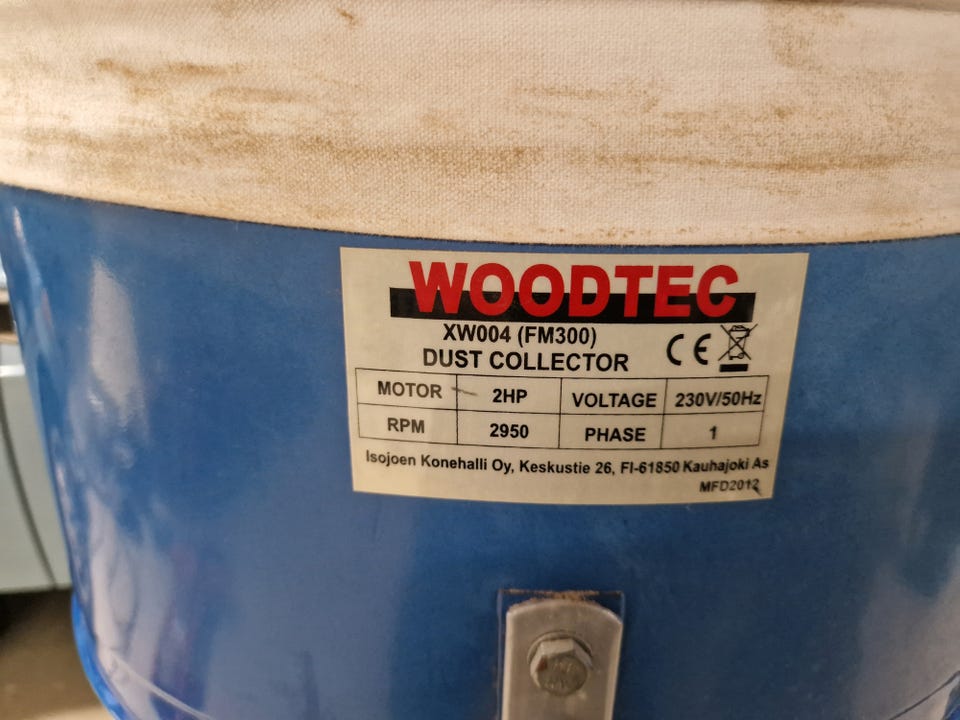 WOODTEC
XW004 (FM300)
DUST COLLECTOR
CE
MOTOR 2HP VOLTAGE 230V/50Hz
RPM 2950 PHASE 1
Isojoen Konehalli Oy, Keskustie 26, FI-61850 Kauhajoki As
MFD2012